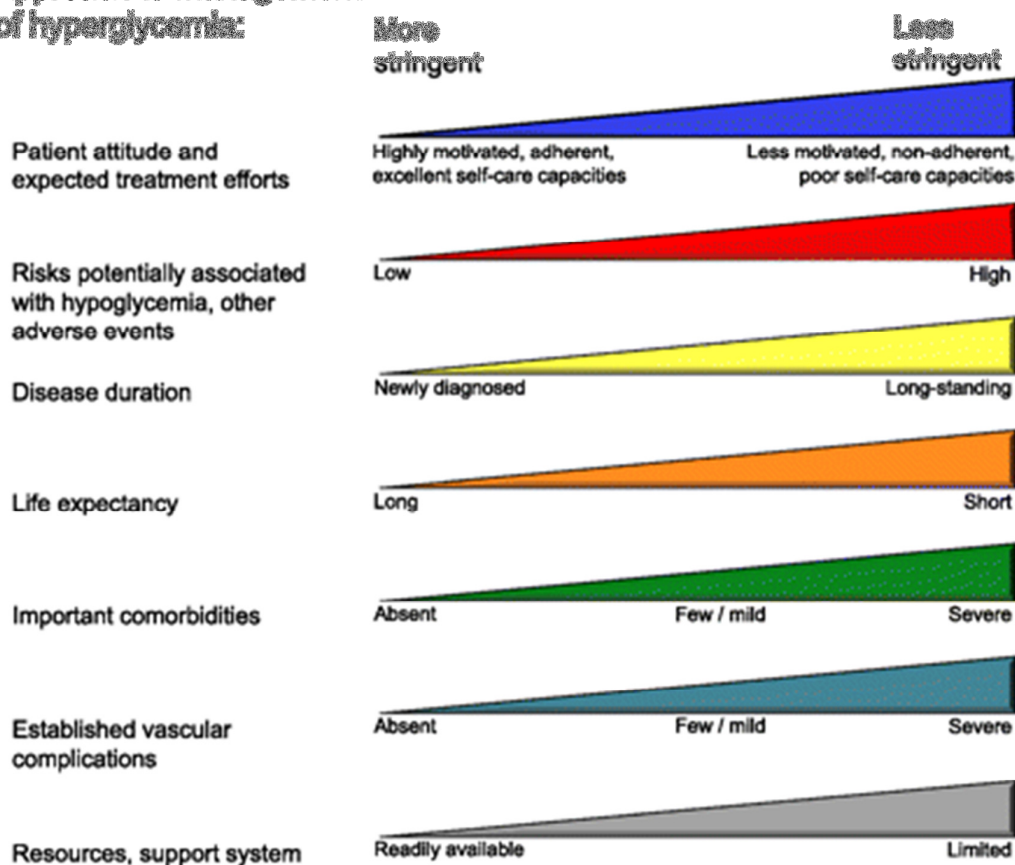 of hyperglycemia:
More
stringent
Less
stringent
Patient attitude and
expected treatment efforts
Highly motivated, adherent,
excellent self-care capacities
Less motivated, non-adherent,
poor self-care capacities
Risks potentially associated
with hypoglycemia, other
adverse events
Low
High
Disease duration
Newly diagnosed
Long-standing
Life expectancy
Long
Short
Important comorbidities
Absent
Few / mild
Severe
Established vascular
complications
Absent
Few / mild
Severe
Resources, support system
Readily available
Limited